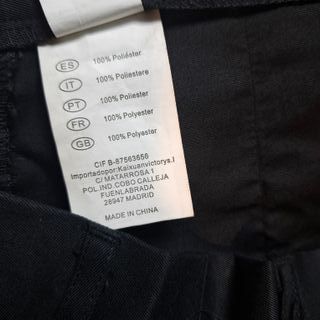 ES 100% Poliéster
IT 100% Poliestere
PT 100% Poliester
FR 100% Polyester
GB 100% Polyester
CIF B-87563656
Importadopor:Kaixuanvictorys.l
C/ MATARROSA 1
POL.IND.COBO CALLEJA
FUENLABRADA
28947 MADRID
MADE IN CHINA